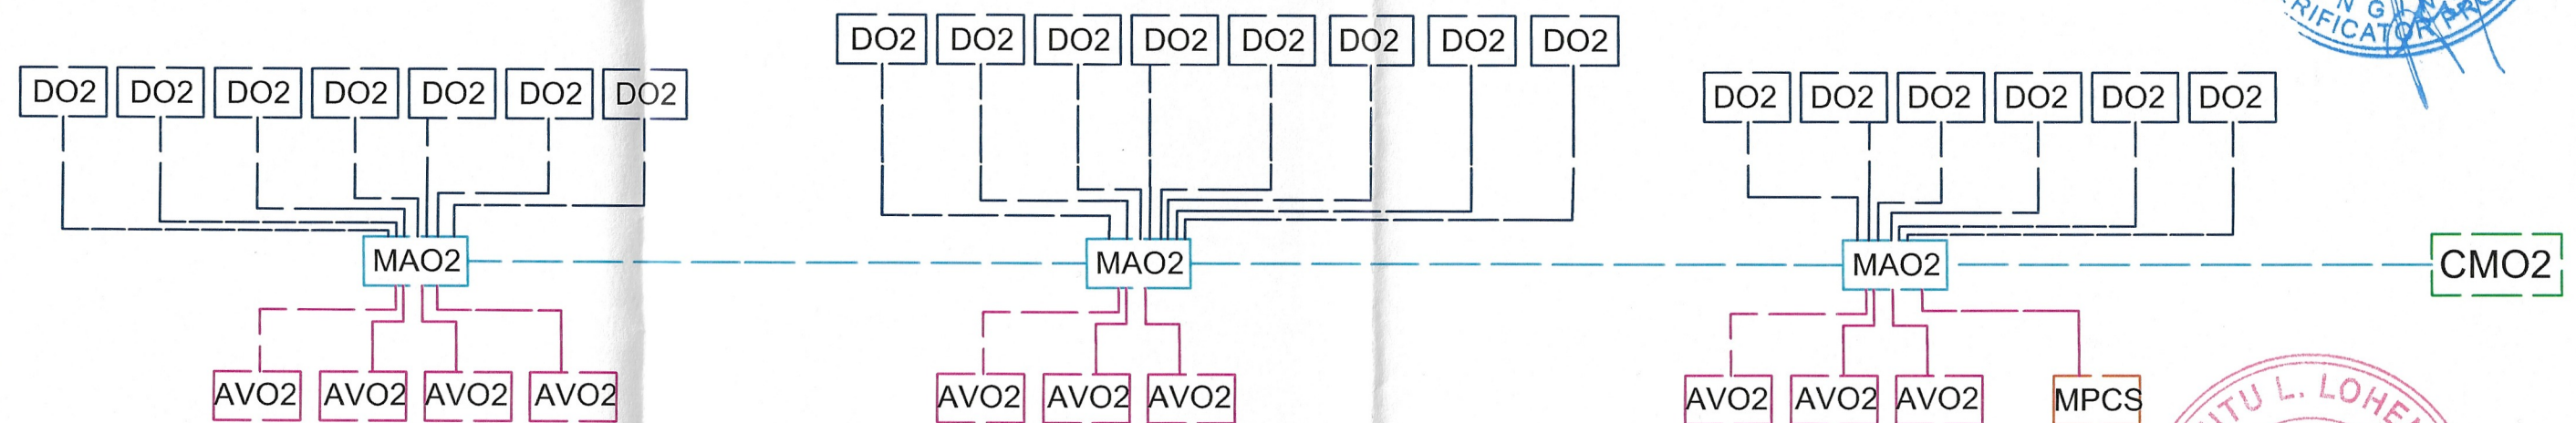 DO2 DO2 DO2 DO2 DO2 DO2 DO2 DO2
DO2 DO2 DO2 DO2 DO2 DO2 DO2
DO2 DO2 DO2 DO2 DO2 DO2
MAO2 MAO2 MAO2 CMO2
AVO2 AVO2 AVO2 AVO2 AVO2 AVO2 AVO2 AVO2 AVO2 AVO2 MPCS